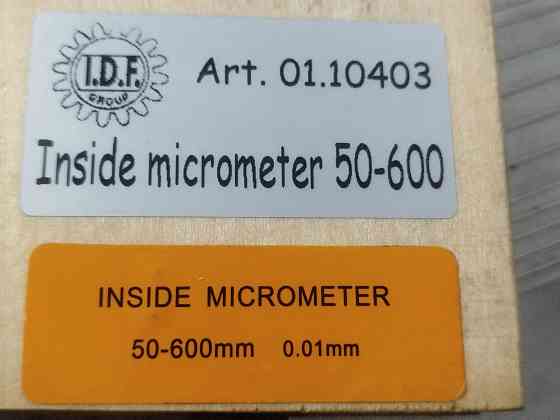 I.D.F.
GROUP
Art. 01.10403
Inside micrometer 50-600
INSIDE MICROMETER
50-600mm 0.01mm